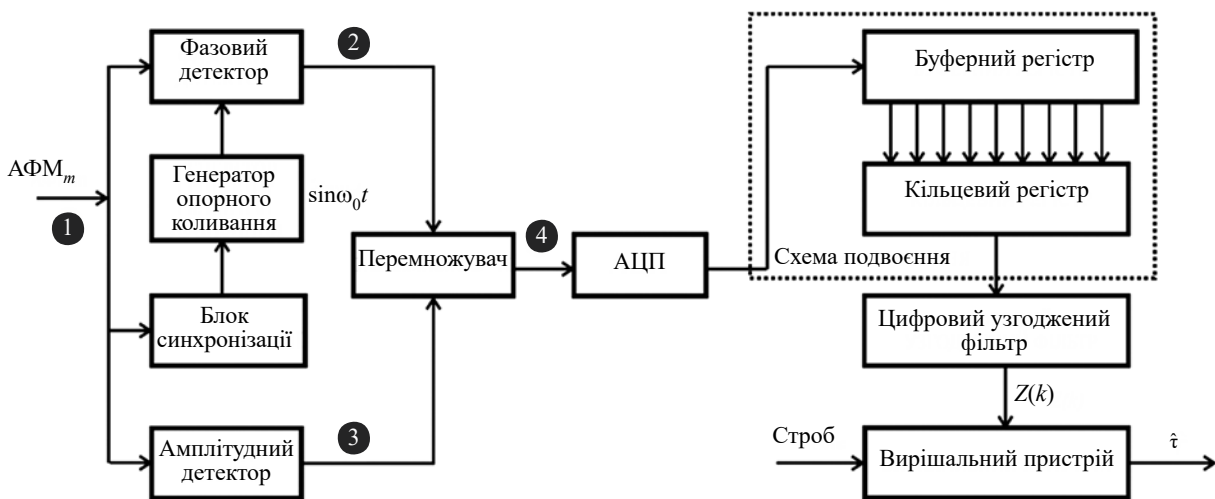 Фазовий
детектор
2
Буферний регістр
АФМm
1
Генератор
опорного
коливання
sinω₀t
Кільцевий регістр
4
Перемножувач
АЦП
Схема подвоєння
Блок
синхронізації
Цифровий узгоджений
фільтр
Z(k)
Амплітудний
детектор
3
Строб
Вирішальний пристрій
τ̂